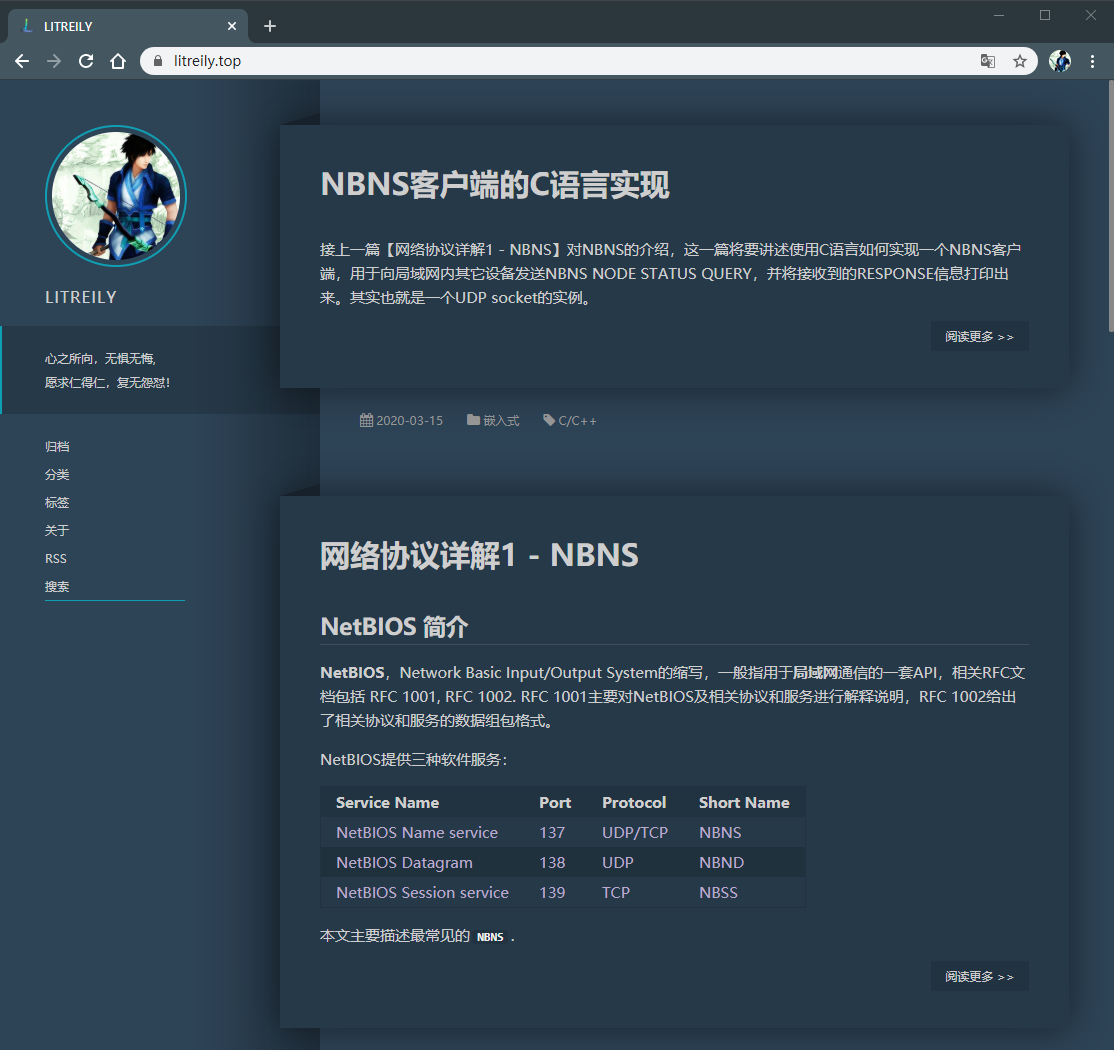 LITREILY
litreily.top
LITREILY
心之所向，无惧无悔,
愿求仁得仁，复无怨怼！
归档
分类
标签
关于
RSS
搜索
NBNS客户端的C语言实现
接上一篇【网络协议详解1 - NBNS】对NBNS的介绍，这一篇将要讲述使用C语言如何实现一个NBNS客户
端，用于向局域网内其它设备发送NBNS NODE STATUS QUERY，并将接收到的RESPONSE信息打印出
来。其实也就是一个UDP socket的实例。
阅读更多 >>
2020-03-15 嵌入式 C/C++
网络协议详解1 - NBNS
NetBIOS 简介
NetBIOS，Network Basic Input/Output System的缩写，一般指用于局域网通信的一套API，相关RFC文
档包括 RFC 1001, RFC 1002. RFC 1001主要对NetBIOS及相关协议和服务进行解释说明，RFC 1002给出
了相关协议和服务的数据组包格式。
NetBIOS提供三种软件服务：
Service Name Port Protocol Short Name
NetBIOS Name service 137 UDP/TCP NBNS
NetBIOS Datagram 138 UDP NBND
NetBIOS Session service 139 TCP NBSS
本文主要描述最常见的 NBNS .
阅读更多 >>